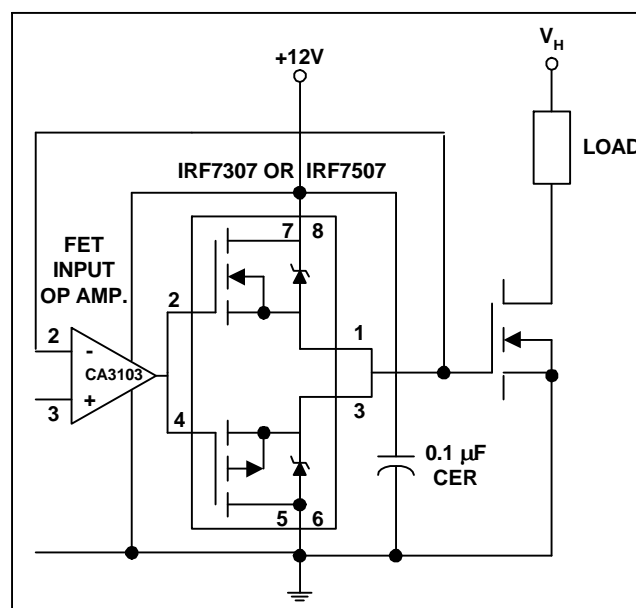 V_H
+12V
LOAD
IRF7307 OR IRF7507
7 8
FET
INPUT
OP AMP.
2
2
1
-
CA3103
+
3
4
3
0.1 μF
CER
5 6